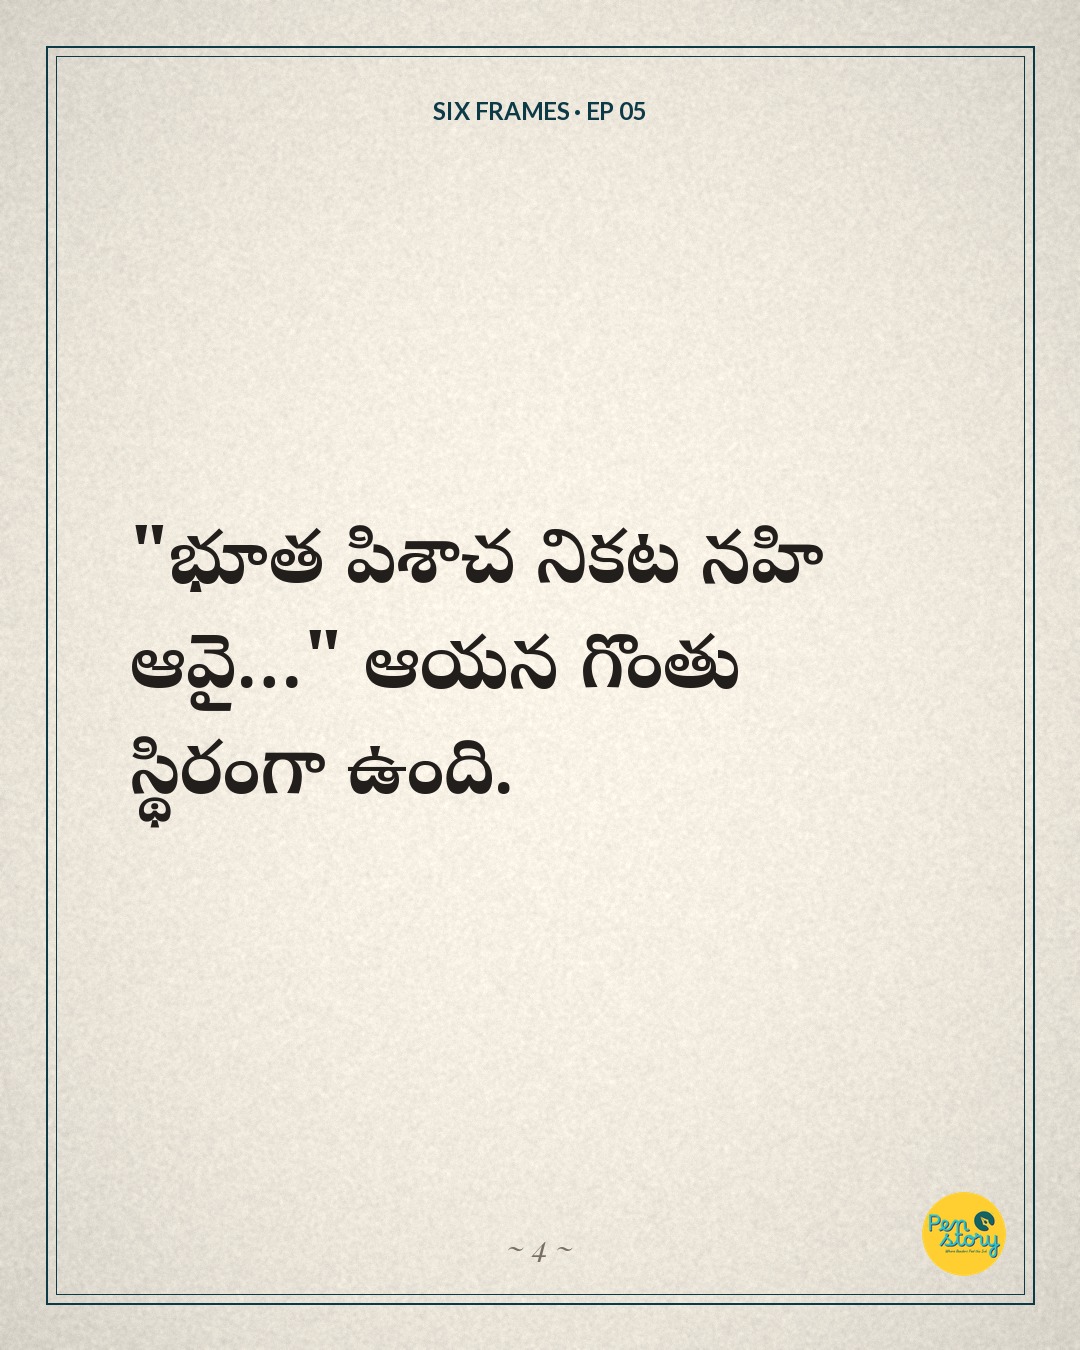 SIX FRAMES · EP 05
"భూత పిశాచ నికట నహి
ఆవై..." ఆయన గొంతు
స్థిరంగా ఉంది.
~ 4 ~
Pen
story